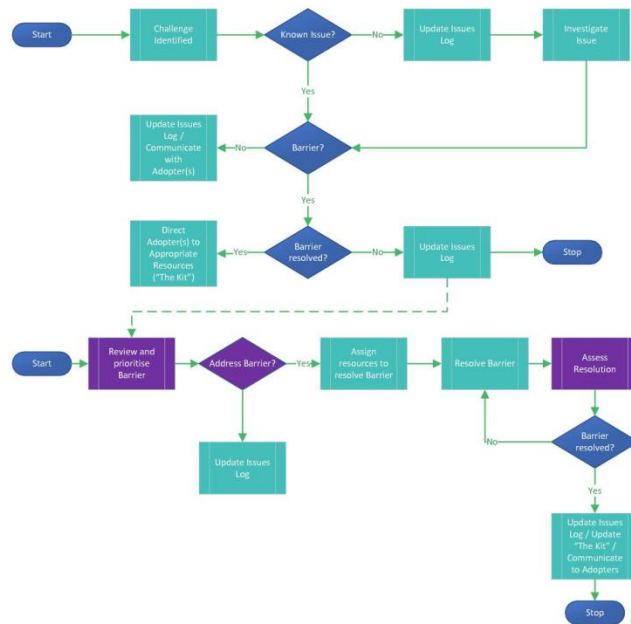 Start
Challenge
Identified
Known Issue?
No
Update Issues
Log
Investigate
Issue
Yes
Update Issues
Log /
Communicate
with
Adopter(s)
No
Barrier?
Yes
Direct
Adopter(s) to
Appropriate
Resources
("The Kit")
Yes
Barrier
resolved?
No
Update Issues
Log
Stop
Start
Review and
prioritise
Barrier
Address Barrier?
Yes
Assign
resources to
resolve Barrier
Resolve Barrier
Assess
Resolution
Update Issues
Log
No
Barrier
resolved?
Yes
Update Issues
Log / Update
"The Kit" /
Communicate
to Adopters
Stop